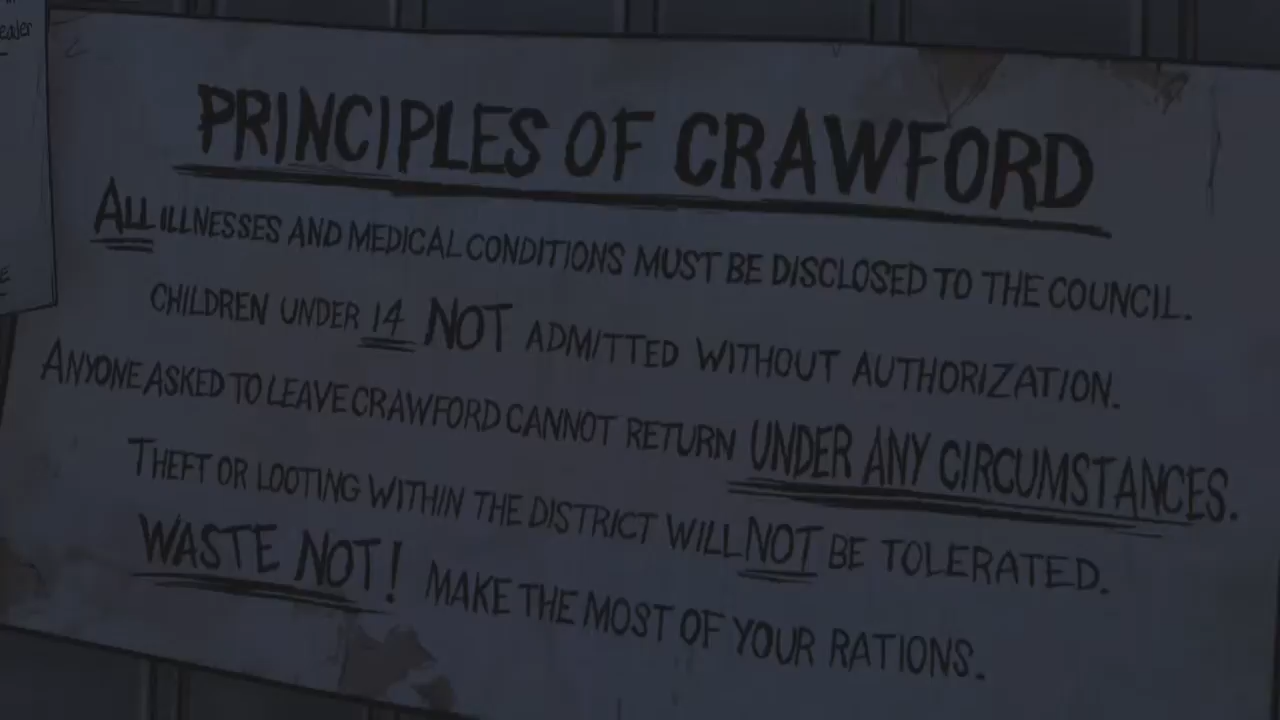 PRINCIPLES OF CRAWFORD
ALL ILLNESSES AND MEDICAL CONDITIONS MUST BE DISCLOSED TO THE COUNCIL.
CHILDREN UNDER 14 NOT ADMITTED WITHOUT AUTHORIZATION.
ANYONE ASKED TO LEAVE CRAWFORD CANNOT RETURN UNDER ANY CIRCUMSTANCES.
THEFT OR LOOTING WITHIN THE DISTRICT WILL NOT BE TOLERATED.
WASTE NOT! MAKE THE MOST OF YOUR RATIONS.